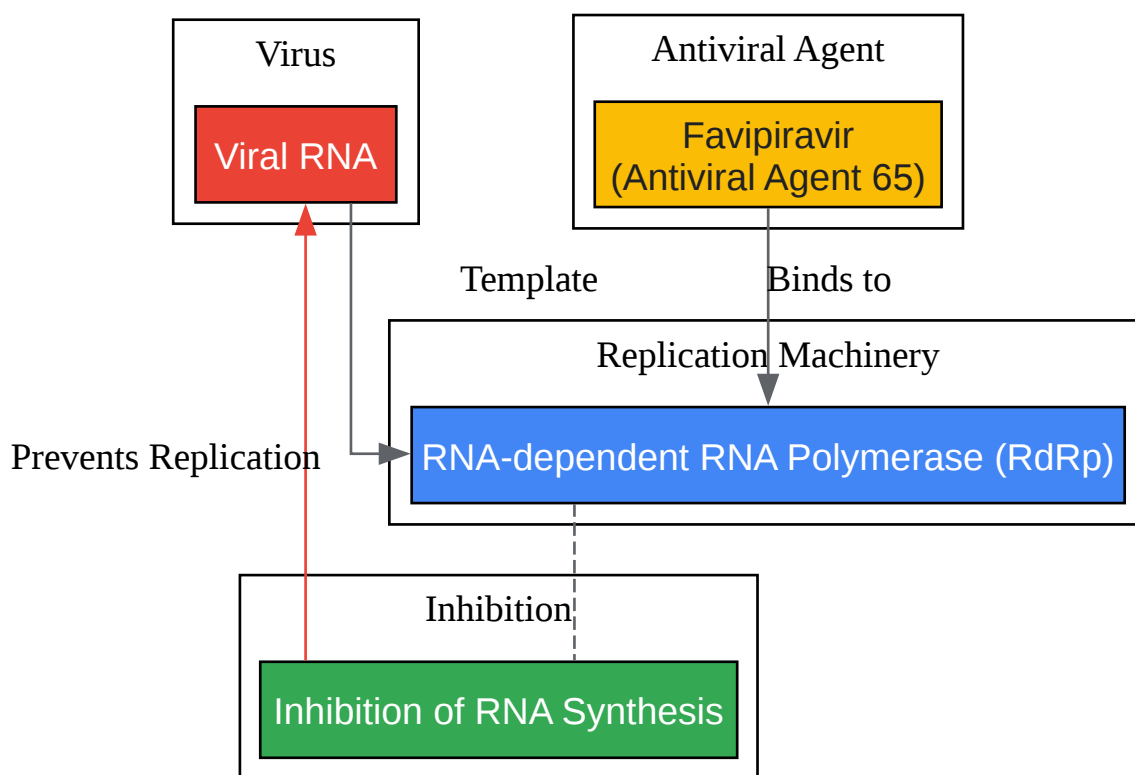 Virus
Viral RNA
Antiviral Agent
Favipiravir
(Antiviral Agent 65)
Template
Binds to
Replication Machinery
RNA-dependent RNA Polymerase (RdRp)
Prevents Replication
Inhibition
Inhibition of RNA Synthesis